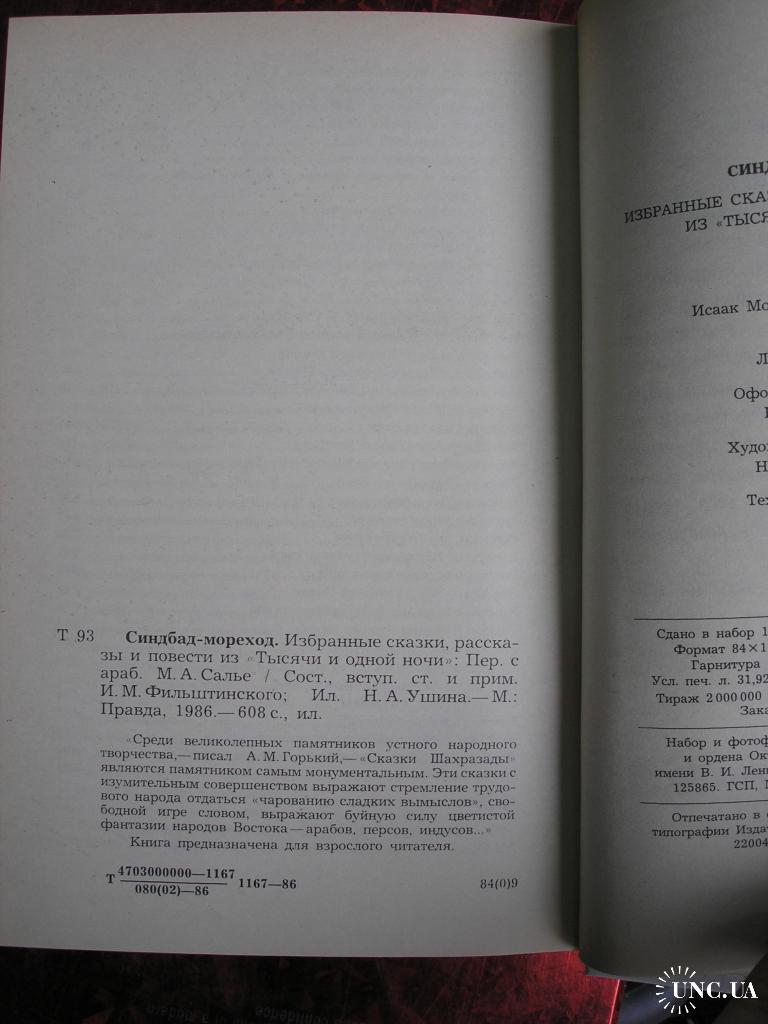 Т 93 Синдбад-мореход. Избранные сказки, расска-
зы и повести из «Тысячи и одной ночи»: Пер. с
араб. М. А. Салье / Сост., вступ. ст. и прим.
И. М. Фильштинского; Ил. Н. А. Ушина.— М.:
Правда, 1986.— 608 с., ил.
«Среди великолепных памятников устного народного
творчества,— писал А. М. Горький,— «Сказки Шахразады»
являются памятником самым монументальным. Эти сказки с
изумительным совершенством выражают стремление трудо-
вого народа отдаться «чарованию сладких вымыслов», сво-
бодной игре словом, выражают буйную силу цветистой
фантазии народов Востока — арабов, персов, индусов...»
Книга предназначена для взрослого читателя.
Т 4703000000—1167
080(02)—86
1167—86
84(0)9
СИНД
ИЗБРАННЫЕ СКАЗ
ИЗ «ТЫСЯ
Исаак Мо
Л
Офо
Худож
Н
Тех
Сдано в набор 1
Формат 84×1
Гарнитура
Усл. печ. л. 31,92
Тираж 2 000 000
Зака
Набор и фотоф
и ордена Ок
имени В. И. Лен
125865. ГСП, М
Отпечатано в
типографии Издат
22004
UNC.UA